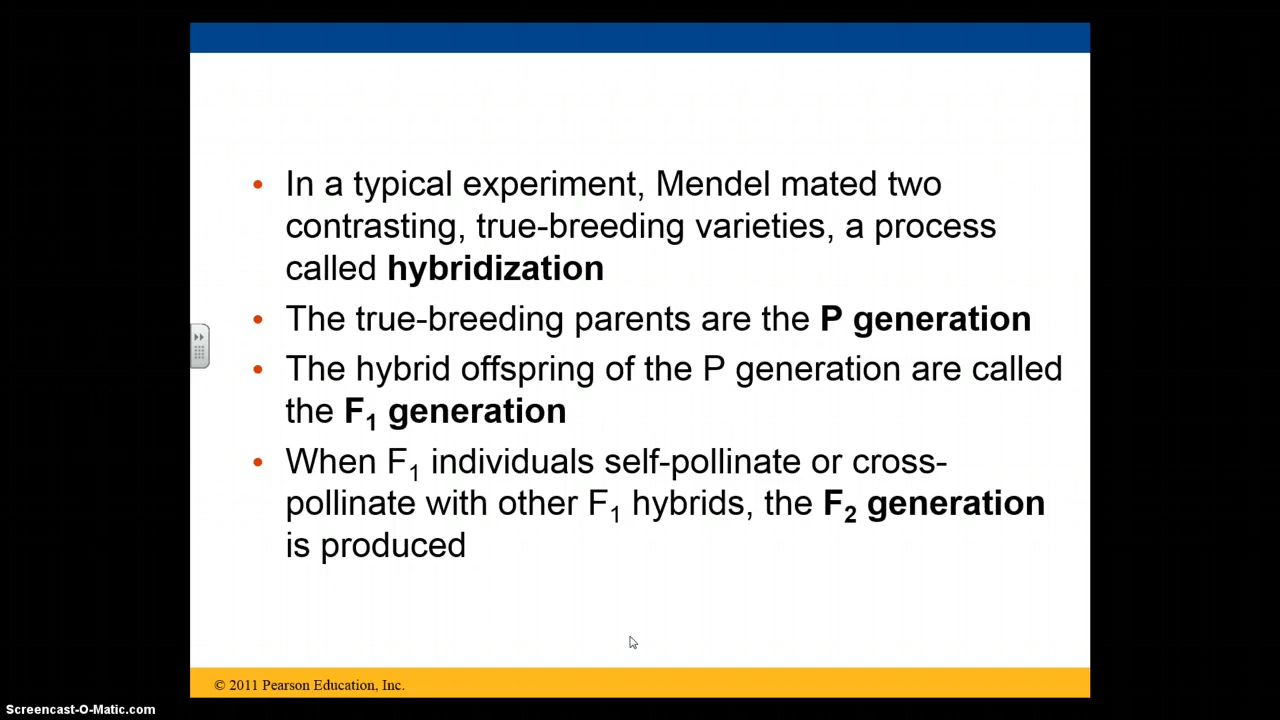 • In a typical experiment, Mendel mated two
contrasting, true-breeding varieties, a process
called hybridization
• The true-breeding parents are the P generation
• The hybrid offspring of the P generation are called
the F₁ generation
• When F₁ individuals self-pollinate or cross-
pollinate with other F₁ hybrids, the F₂ generation
is produced
© 2011 Pearson Education, Inc.
Screencast-O-Matic.com